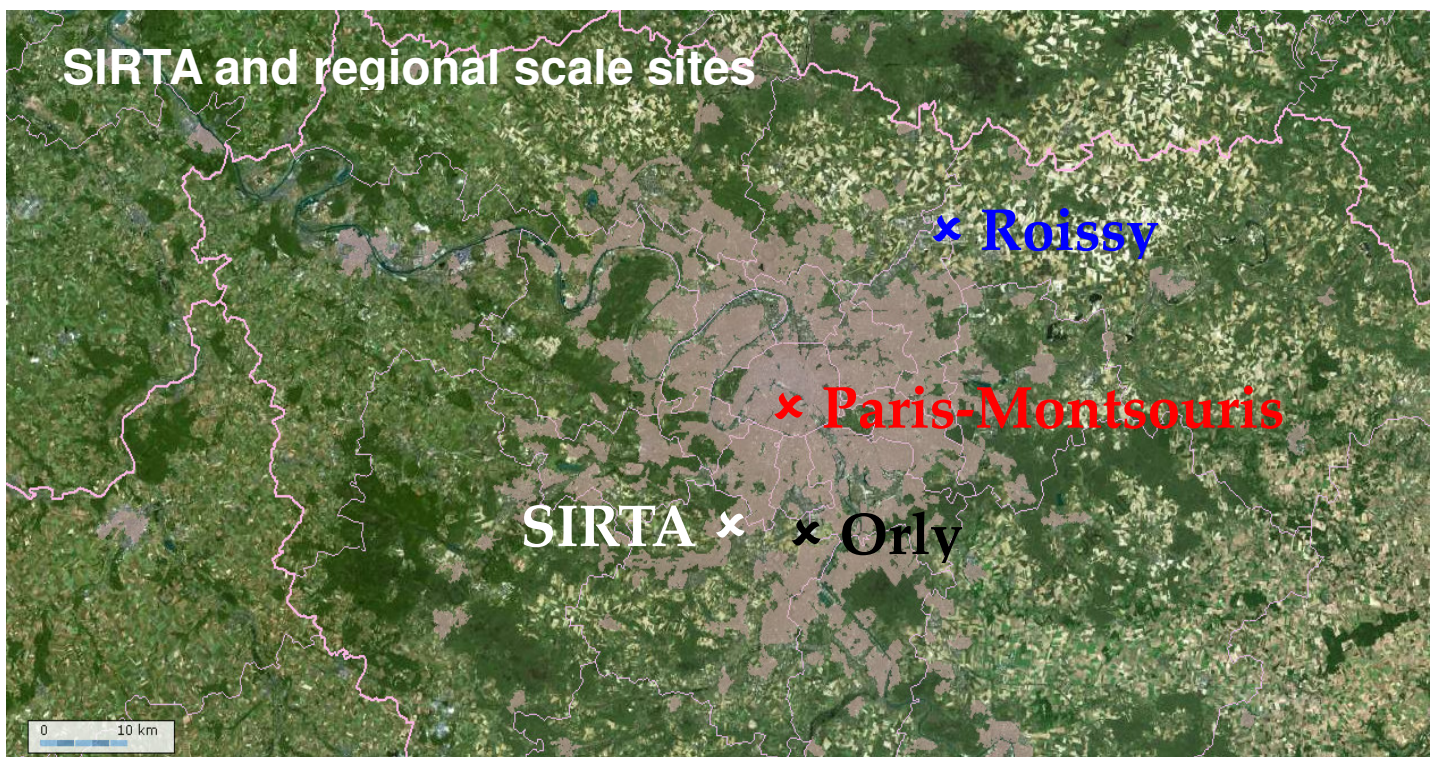 SIRTA and regional scale sites
Roissy
Paris-Montsouris
SIRTA
Orly
0 10 km